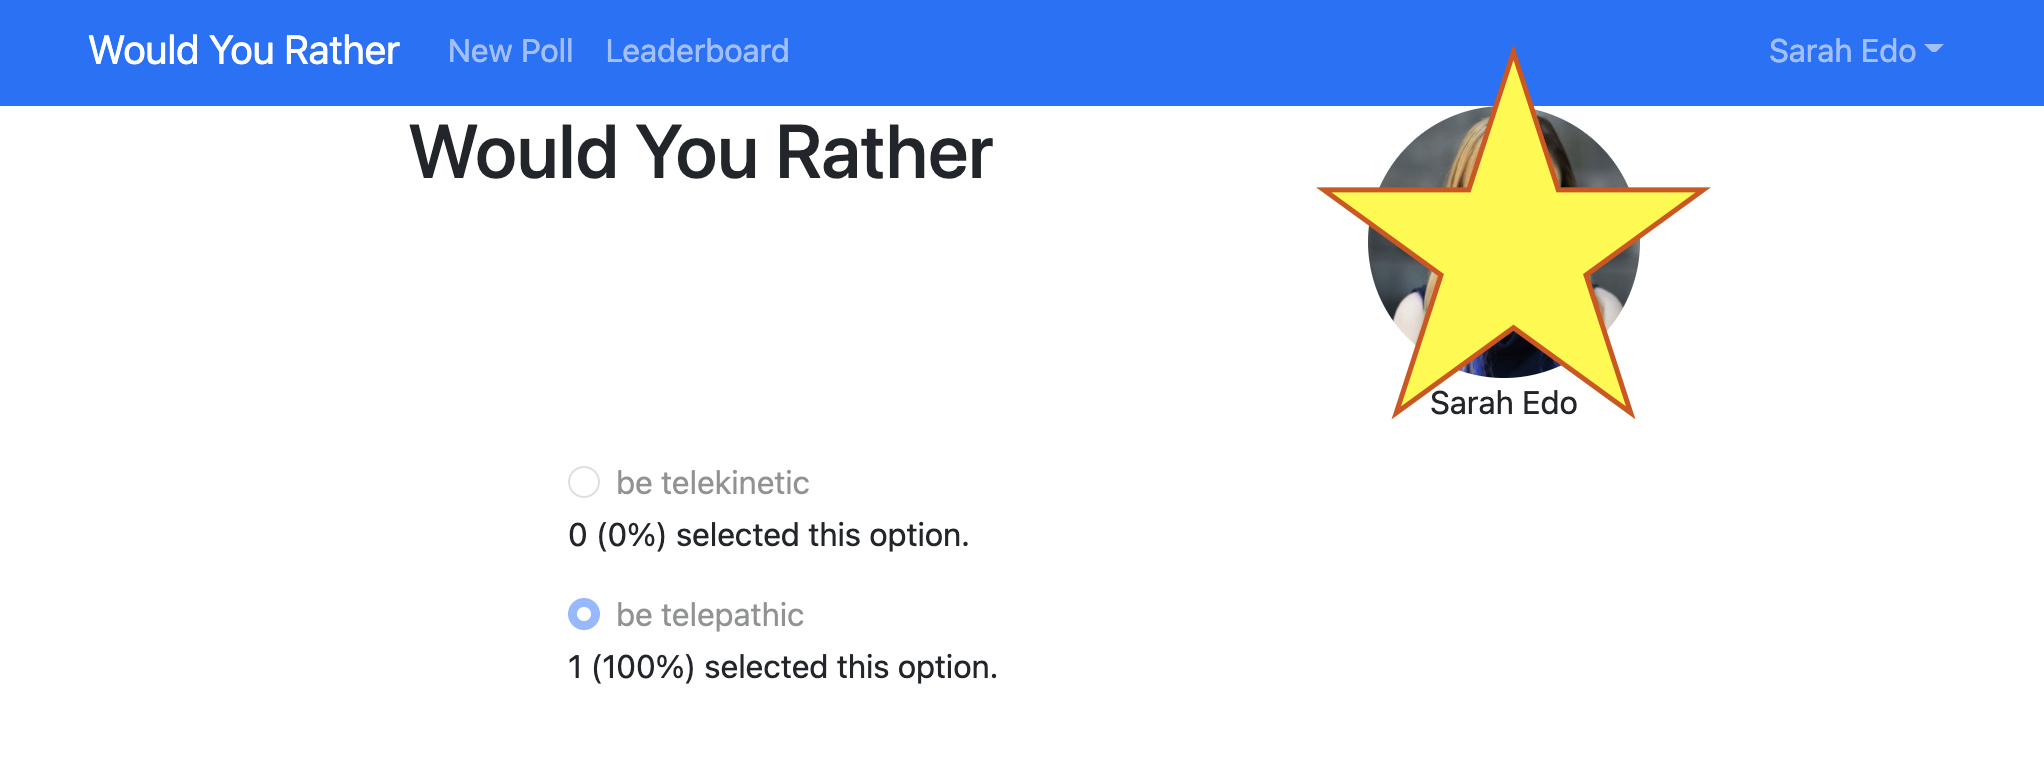 Would You Rather New Poll Leaderboard Sarah Edo
Would You Rather
Sarah Edo
be telekinetic
0 (0%) selected this option.
be telepathic
1 (100%) selected this option.